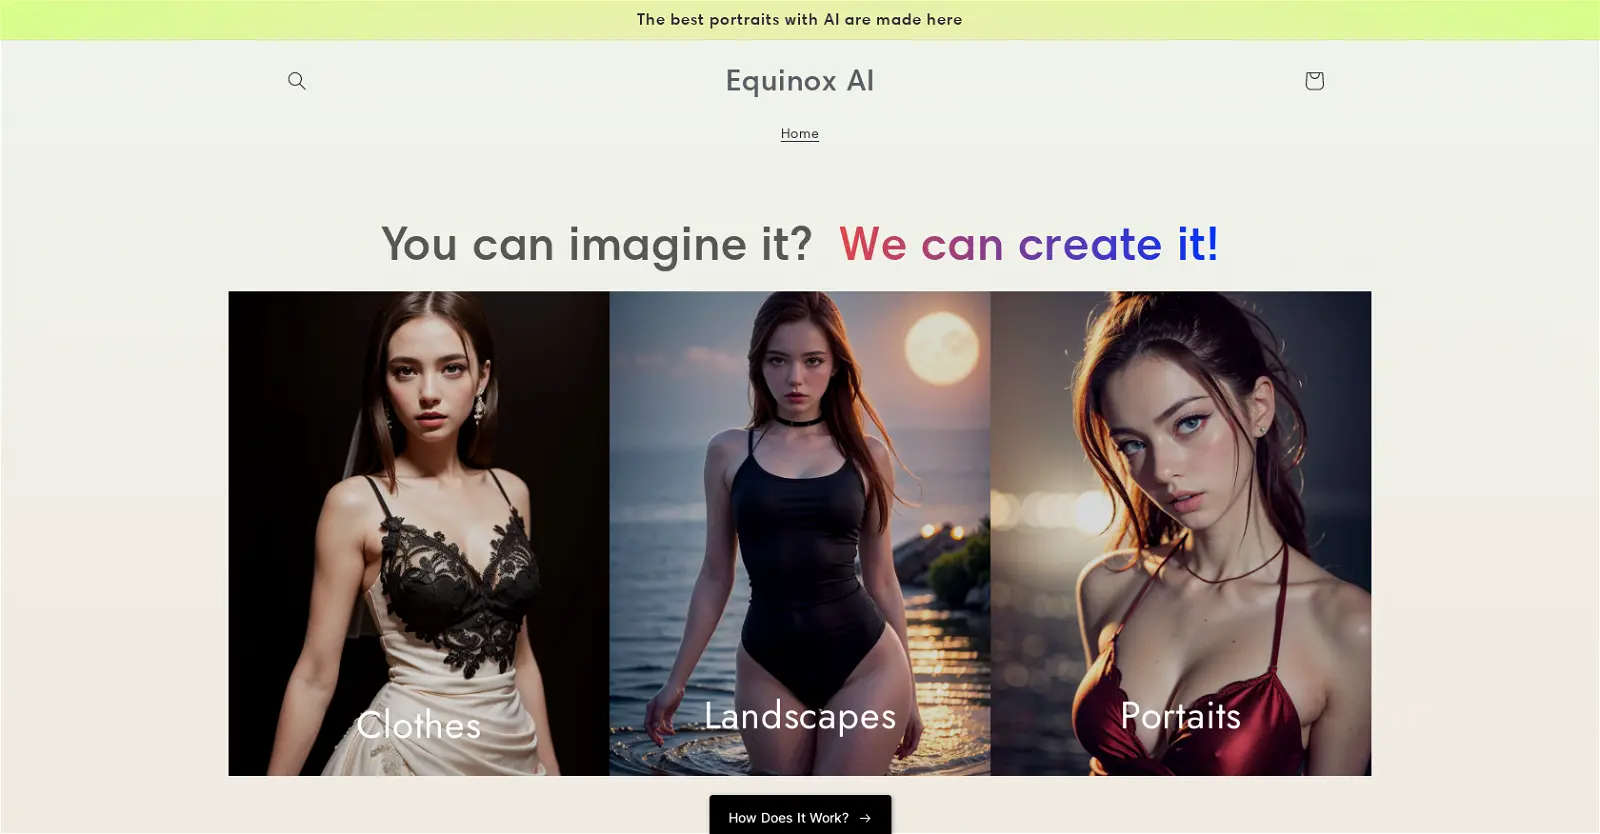 The best portraits with AI are made here
Equinox AI
Home
You can imagine it? We can create it!
Clothes
Landscapes
Portaits
How Does It Work? →